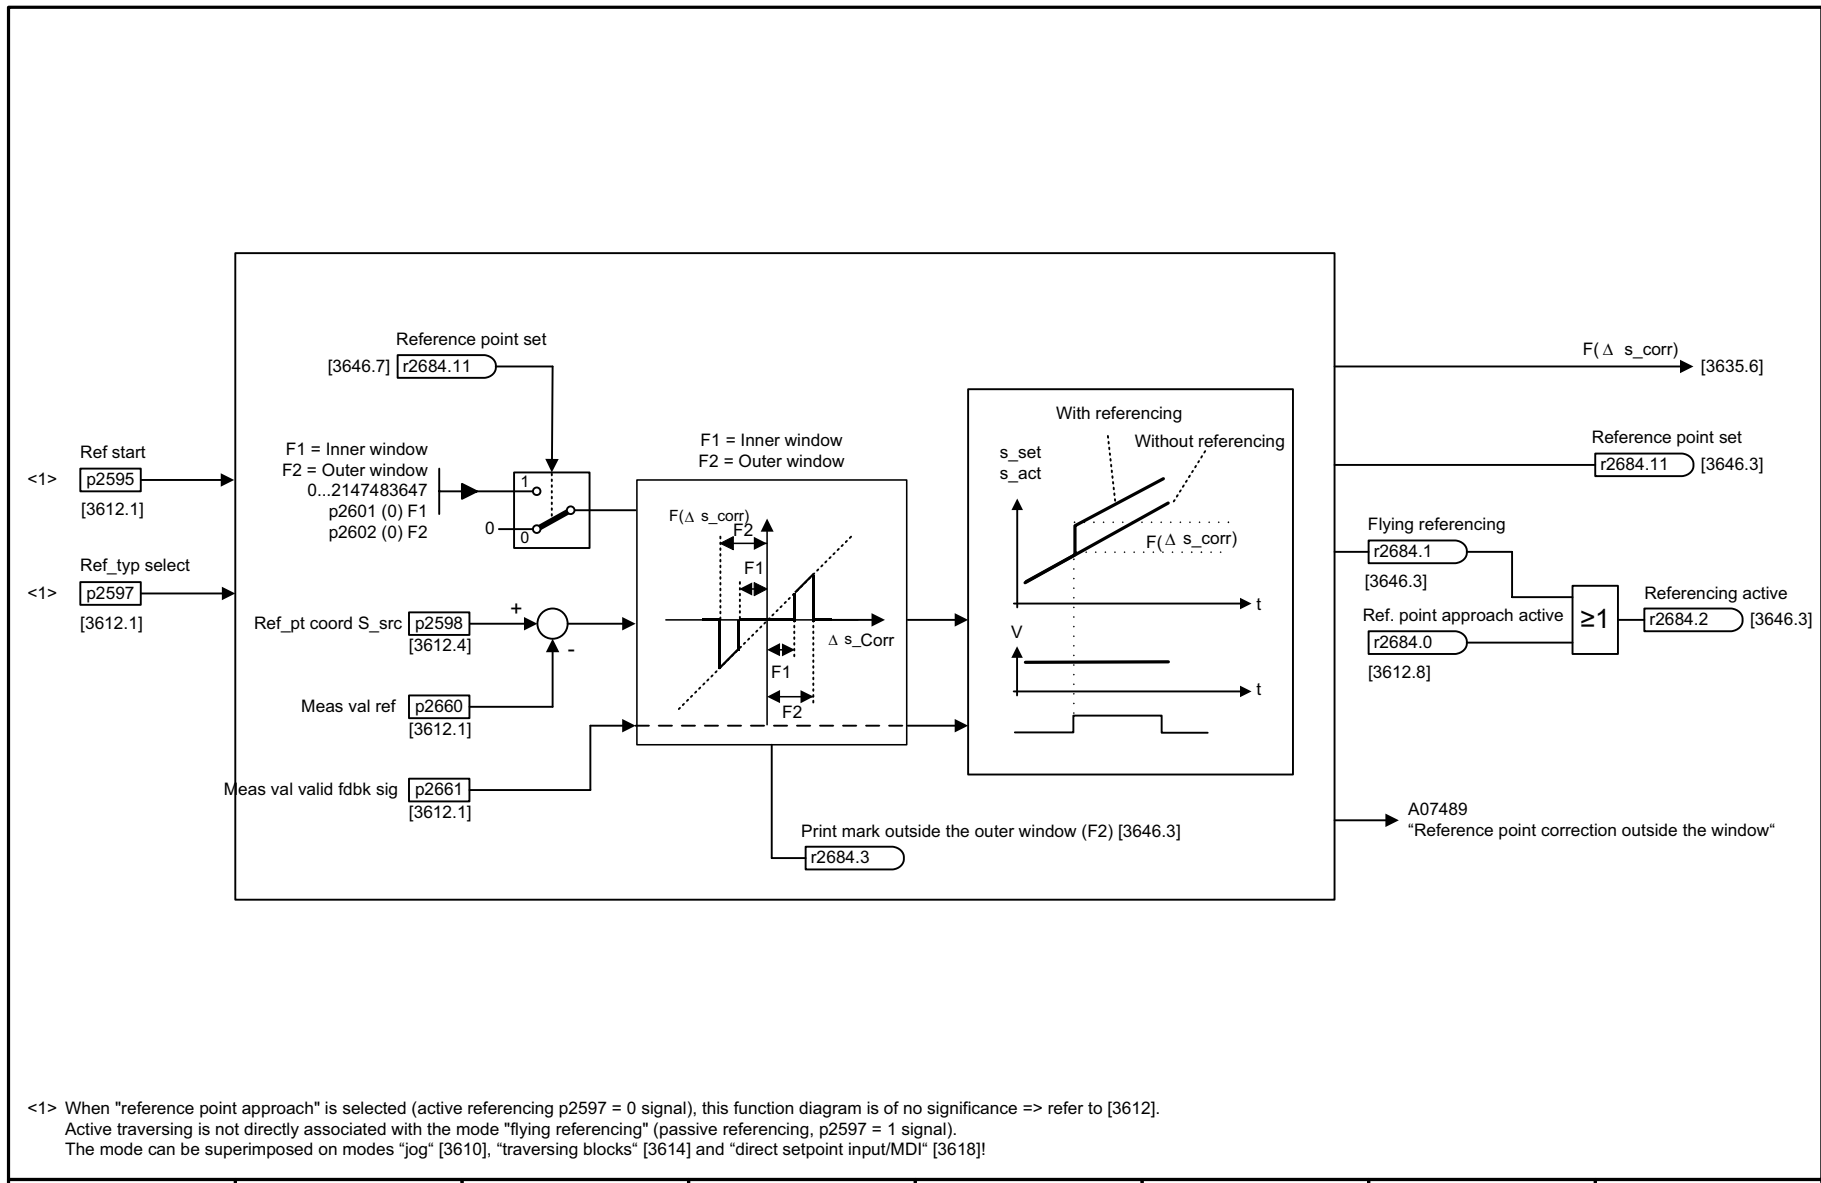 Reference point set
[3646.7] r2684.11
F(Δ s_corr)
[3635.6]
With referencing
Without referencing
s_set
s_act
F(Δ s_corr)
t
V
t
Ref start
<1> p2595
[3612.1]
Ref_typ select
<1> p2597
[3612.1]
F1 = Inner window
F2 = Outer window
0...2147483647
p2601 (0) F1
p2602 (0) F2
1
0
0
F1 = Inner window
F2 = Outer window
F(Δ s_corr)
F2
F1
Δ s_Corr
F1
F2
Ref_pt coord S_src p2598
[3612.4]
+
-
Meas val ref p2660
[3612.1]
Meas val valid fdbk sig p2661
[3612.1]
Print mark outside the outer window (F2) [3646.3]
r2684.3
Reference point set
r2684.11 [3646.3]
Flying referencing
r2684.1
[3646.3]
Ref. point approach active
r2684.0
[3612.8]
≥1
Referencing active
r2684.2 [3646.3]
A07489
“Reference point correction outside the window“
<1> When "reference point approach" is selected (active referencing p2597 = 0 signal), this function diagram is of no significance => refer to [3612].
Active traversing is not directly associated with the mode "flying referencing" (passive referencing, p2597 = 1 signal).
The mode can be superimposed on modes “jog“ [3610], “traversing blocks“ [3614] and “direct setpoint input/MDI“ [3618]!